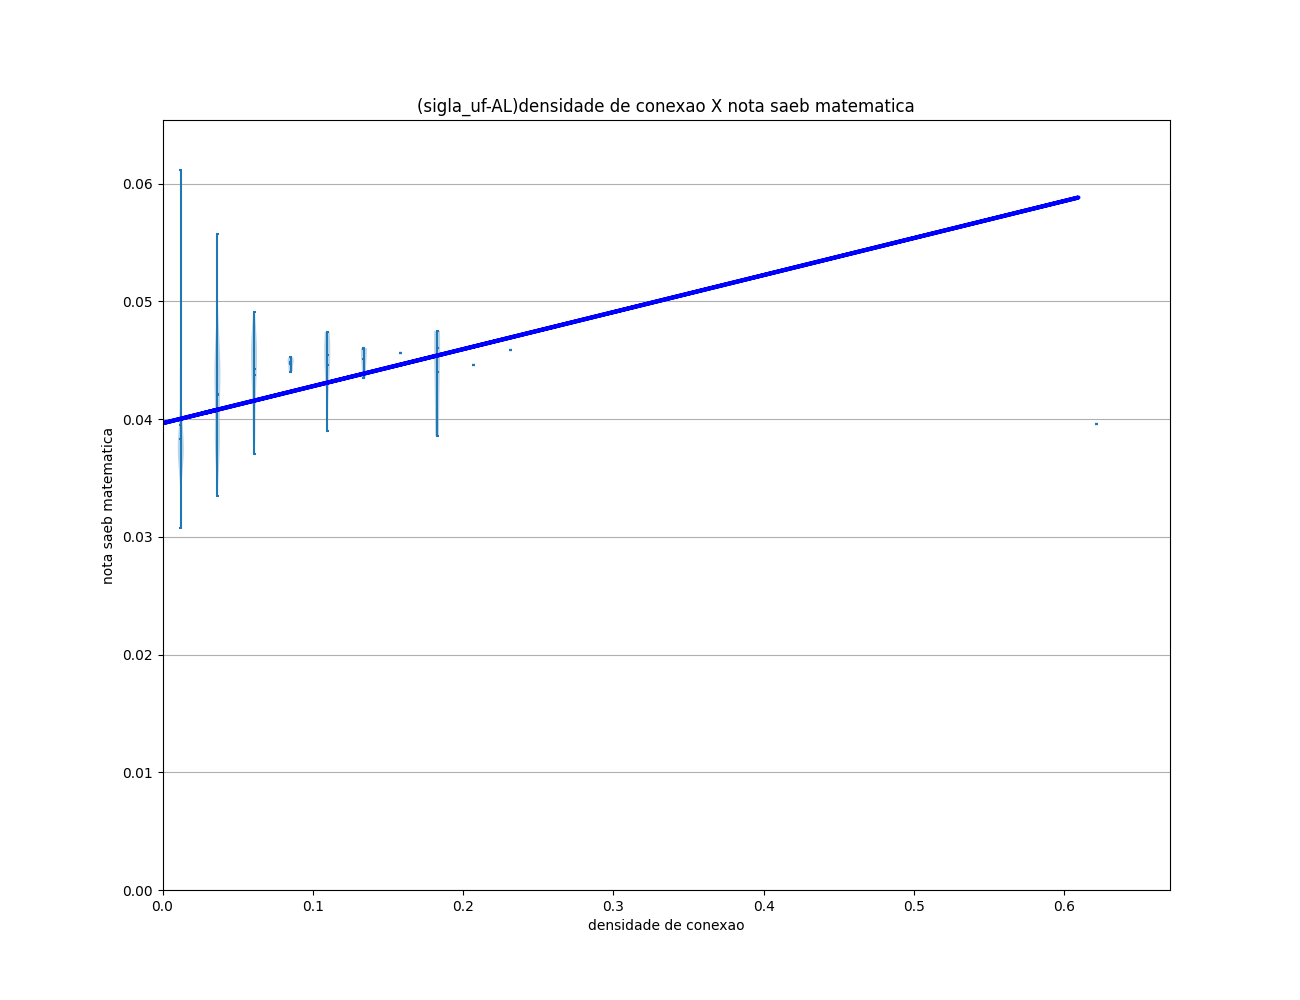 (sigla_uf-AL)densidade de conexao X nota saeb matematica
nota saeb matematica
0.06
0.05
0.04
0.03
0.02
0.01
0.00
0.0 0.1 0.2 0.3 0.4 0.5 0.6
densidade de conexao